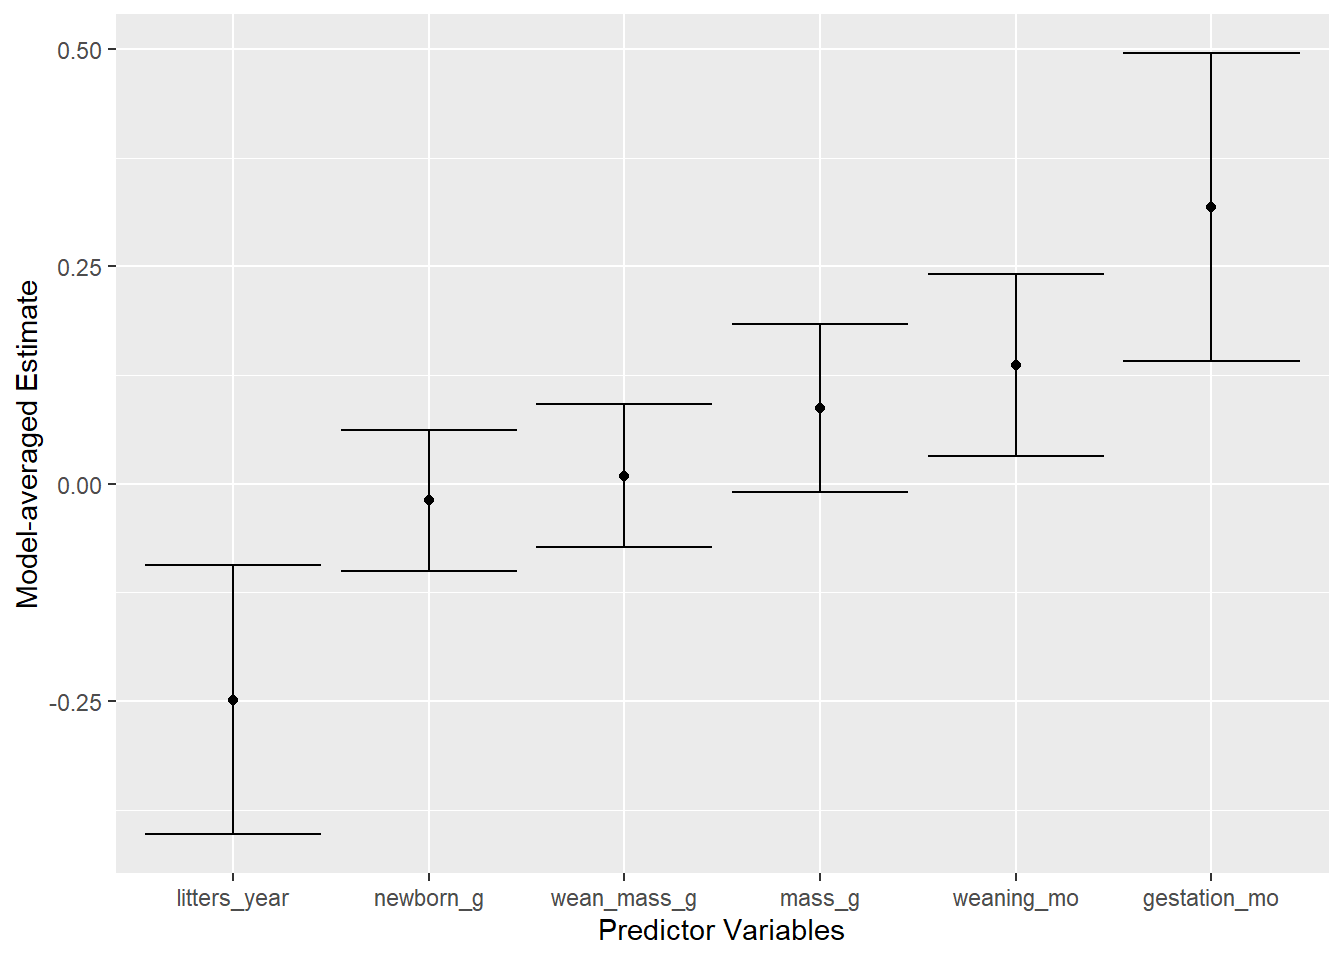 0.50
0.25
0.00
-0.25
Model-averaged Estimate
litters_year newborn_g wean_mass_g mass_g weaning_mo gestation_mo
Predictor Variables